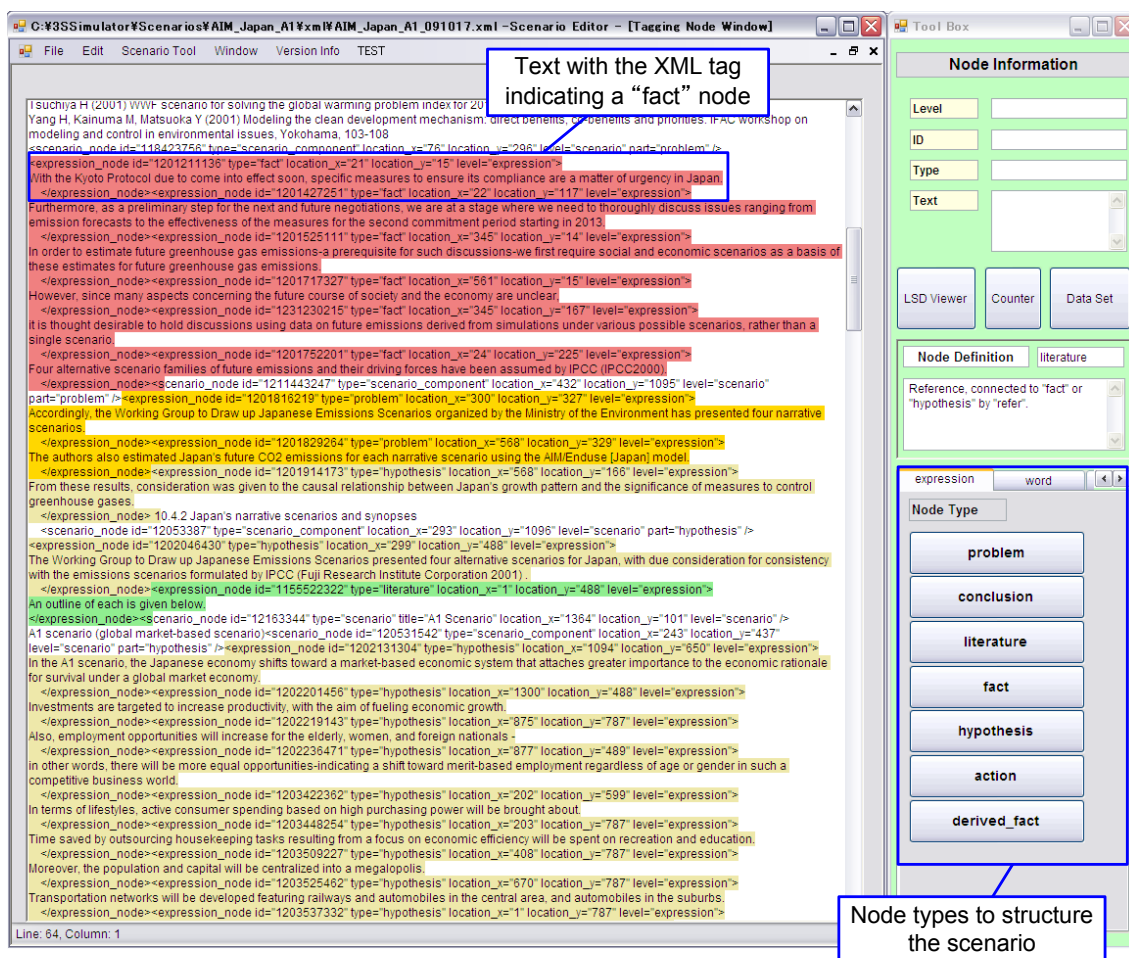 C:¥3SSimulator¥Scenarios¥AIM_Japan_A1¥xml¥AIM_Japan_A1_091017.xml -Scenario Editor - [Tagging Node Window]
File Edit Scenario Tool Window Version Info TEST
Text with the XML tag
indicating a “fact” node
Tsuchiya H (2001) WWF scenario for solving the global warming problem index for 20
Yang H, Kainuma M, Matsuoka Y (2001) Modeling the clean development mechanism: direct benefits, co-benefits and priorities. IFAC workshop on
modeling and control in environmental issues, Yokohama, 103-108
<scenario_node id="118423756" type="scenario_component" location_x="76" location_y="296" level="scenario" part="problem" />
<expression_node id="1201211136" type="fact" location_x="21" location_y="15" level="expression">
With the Kyoto Protocol due to come into effect soon, specific measures to ensure its compliance are a matter of urgency in Japan.
</expression_node><expression_node id="1201427251" type="fact" location_x="22" location_y="117" level="expression">
Furthermore, as a preliminary step for the next and future negotiations, we are at a stage where we need to thoroughly discuss issues ranging from
emission forecasts to the effectiveness of the measures for the second commitment period starting in 2013.
</expression_node><expression_node id="1201525111" type="fact" location_x="345" location_y="14" level="expression">
In order to estimate future greenhouse gas emissions-a prerequisite for such discussions-we first require social and economic scenarios as a basis of
these estimates for future greenhouse gas emissions.
</expression_node><expression_node id="1201717327" type="fact" location_x="561" location_y="15" level="expression">
However, since many aspects concerning the future course of society and the economy are unclear,
</expression_node><expression_node id="1231230215" type="fact" location_x="345" location_y="167" level="expression">
it is thought desirable to hold discussions using data on future emissions derived from simulations under various possible scenarios, rather than a
single scenario.
</expression_node><expression_node id="1201752201" type="fact" location_x="24" location_y="225" level="expression">
Four alternative scenario families of future emissions and their driving forces have been assumed by IPCC (IPCC2000).
</expression_node><scenario_node id="1211443247" type="scenario_component" location_x="432" location_y="1095" level="scenario"
part="problem" /><expression_node id="1201816219" type="problem" location_x="300" location_y="327" level="expression">
Accordingly, the Working Group to Draw up Japanese Emissions Scenarios organized by the Ministry of the Environment has presented four narrative
scenarios.
</expression_node><expression_node id="1201829264" type="problem" location_x="568" location_y="329" level="expression">
The authors also estimated Japan's future CO2 emissions for each narrative scenario using the AIM/Enduse [Japan] model.
</expression_node><expression_node id="1201914173" type="hypothesis" location_x="568" location_y="166" level="expression">
From these results, consideration was given to the causal relationship between Japan's growth pattern and the significance of measures to control
greenhouse gases.
</expression_node> 10.4.2 Japan's narrative scenarios and synopses
<scenario_node id="12053387" type="scenario_component" location_x="293" location_y="1096" level="scenario" part="hypothesis" />
<expression_node id="1202046430" type="hypothesis" location_x="299" location_y="488" level="expression">
The Working Group to Draw up Japanese Emissions Scenarios presented four alternative scenarios for Japan, with due consideration for consistency
with the emissions scenarios formulated by IPCC (Fuji Research Institute Corporation 2001) .
</expression_node><expression_node id="1155522322" type="literature" location_x="1" location_y="488" level="expression">
An outline of each is given below.
</expression_node><scenario_node id="12163344" type="scenario" title="A1 Scenario" location_x="1364" location_y="101" level="scenario" />
A1 scenario (global market-based scenario)<scenario_node id="120531542" type="scenario_component" location_x="243" location_y="437"
level="scenario" part="hypothesis" /><expression_node id="1202131304" type="hypothesis" location_x="1094" location_y="650" level="expression">
In the A1 scenario, the Japanese economy shifts toward a market-based economic system that attaches greater importance to the economic rationale
for survival under a global market economy.
</expression_node><expression_node id="1202201456" type="hypothesis" location_x="1300" location_y="488" level="expression">
Investments are targeted to increase productivity, with the aim of fueling economic growth.
</expression_node><expression_node id="1202219143" type="hypothesis" location_x="875" location_y="787" level="expression">
Also, employment opportunities will increase for the elderly, women, and foreign nationals -
</expression_node><expression_node id="1202236471" type="hypothesis" location_x="877" location_y="489" level="expression">
in other words, there will be more equal opportunities-indicating a shift toward merit-based employment regardless of age or gender in such a
competitive business world.
</expression_node><expression_node id="1203422362" type="hypothesis" location_x="202" location_y="599" level="expression">
In terms of lifestyles, active consumer spending based on high purchasing power will be brought about.
</expression_node><expression_node id="1203448254" type="hypothesis" location_x="203" location_y="787" level="expression">
Time saved by outsourcing housekeeping tasks resulting from a focus on economic efficiency will be spent on recreation and education.
</expression_node><expression_node id="1203509227" type="hypothesis" location_x="408" location_y="787" level="expression">
Moreover, the population and capital will be centralized into a megalopolis.
</expression_node><expression_node id="1203525462" type="hypothesis" location_x="670" location_y="787" level="expression">
Transportation networks will be developed featuring railways and automobiles in the central area, and automobiles in the suburbs.
</expression_node><expression_node id="1203537332" type="hypothesis" location_x="1" location_y="787" level="expression">
Line: 64, Column: 1
Tool Box
Node Information
Level
ID
Type
Text
LSD Viewer Counter Data Set
Node Definition literature
Reference, connected to "fact" or
"hypothesis" by "refer".
expression word
Node Type
problem
conclusion
literature
fact
hypothesis
action
derived_fact
Node types to structure
the scenario